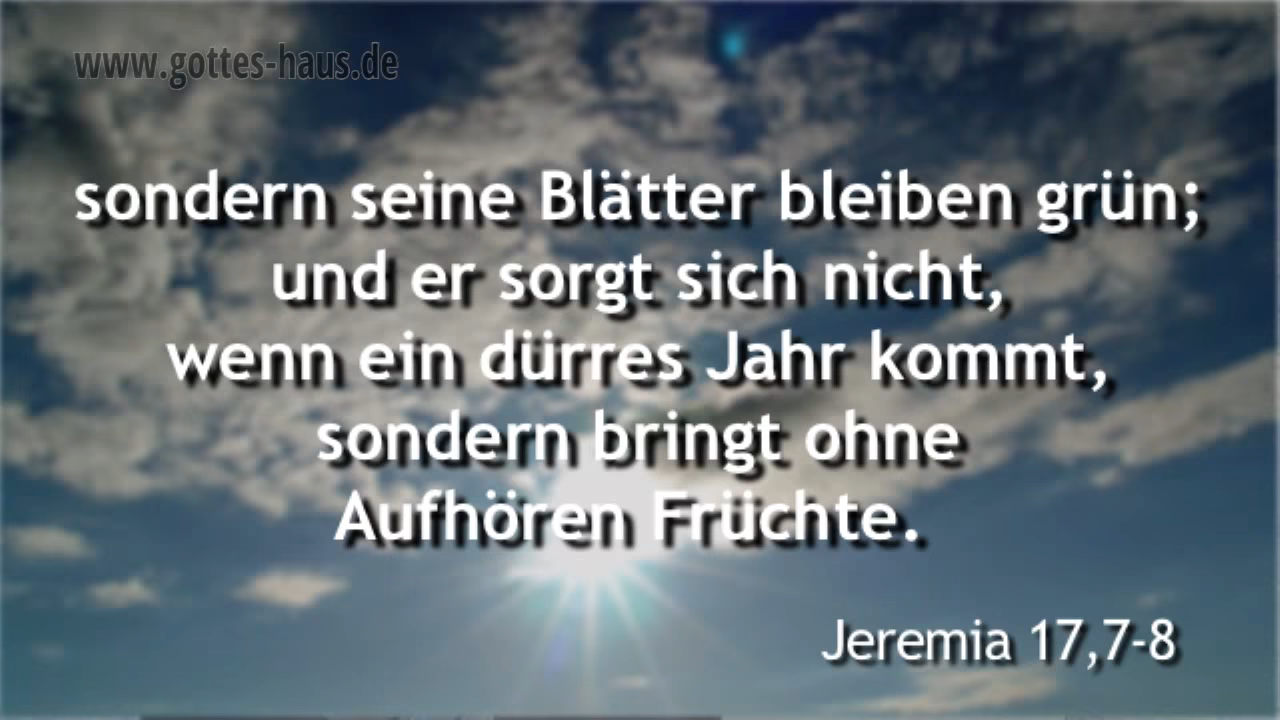 www.gottes-haus.de
sondern seine Blätter bleiben grün;
und er sorgt sich nicht,
wenn ein dürres Jahr kommt,
sondern bringt ohne
Aufhören Früchte.
Jeremia 17,7-8